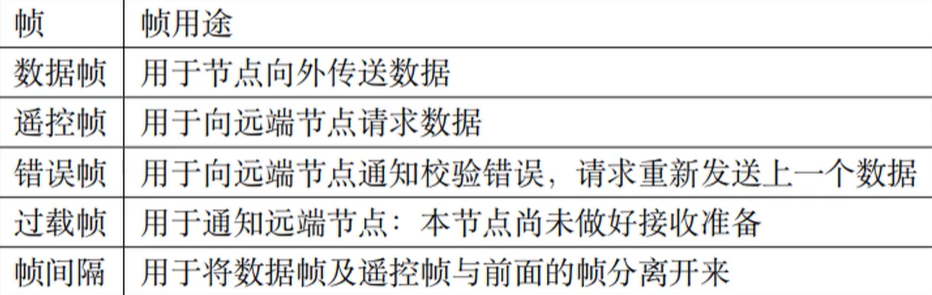 帧 帧用途
数据帧 用于节点向外传送数据
遥控帧 用于向远端节点请求数据
错误帧 用于向远端节点通知校验错误，请求重新发送上一个数据
过载帧 用于通知远端节点：本节点尚未做好接收准备
帧间隔 用于将数据帧及遥控帧与前面的帧分离开来